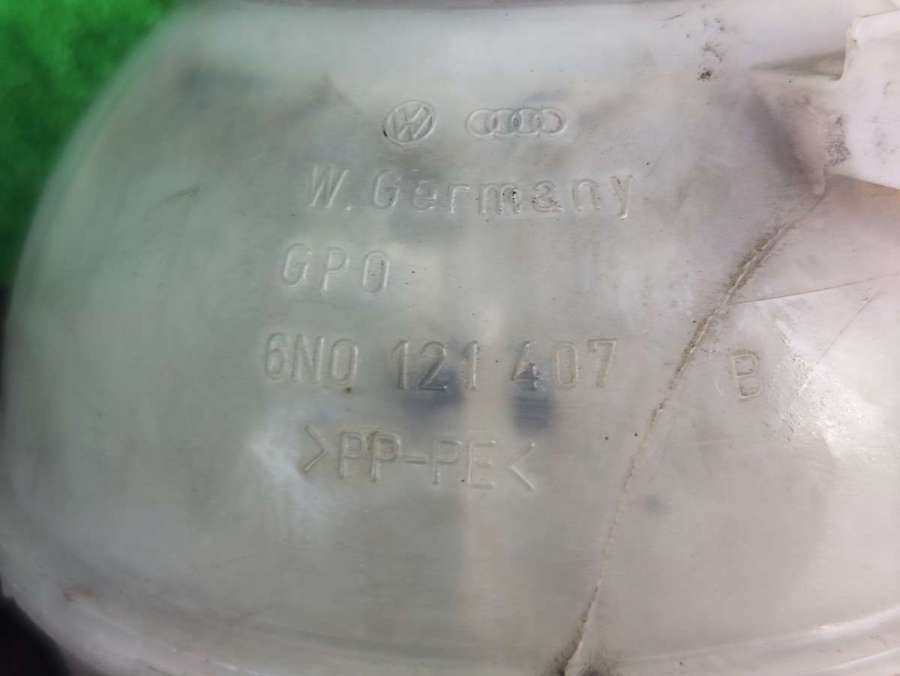 W. Germany
GPO
6N0 121 407 B
>PP-PE<